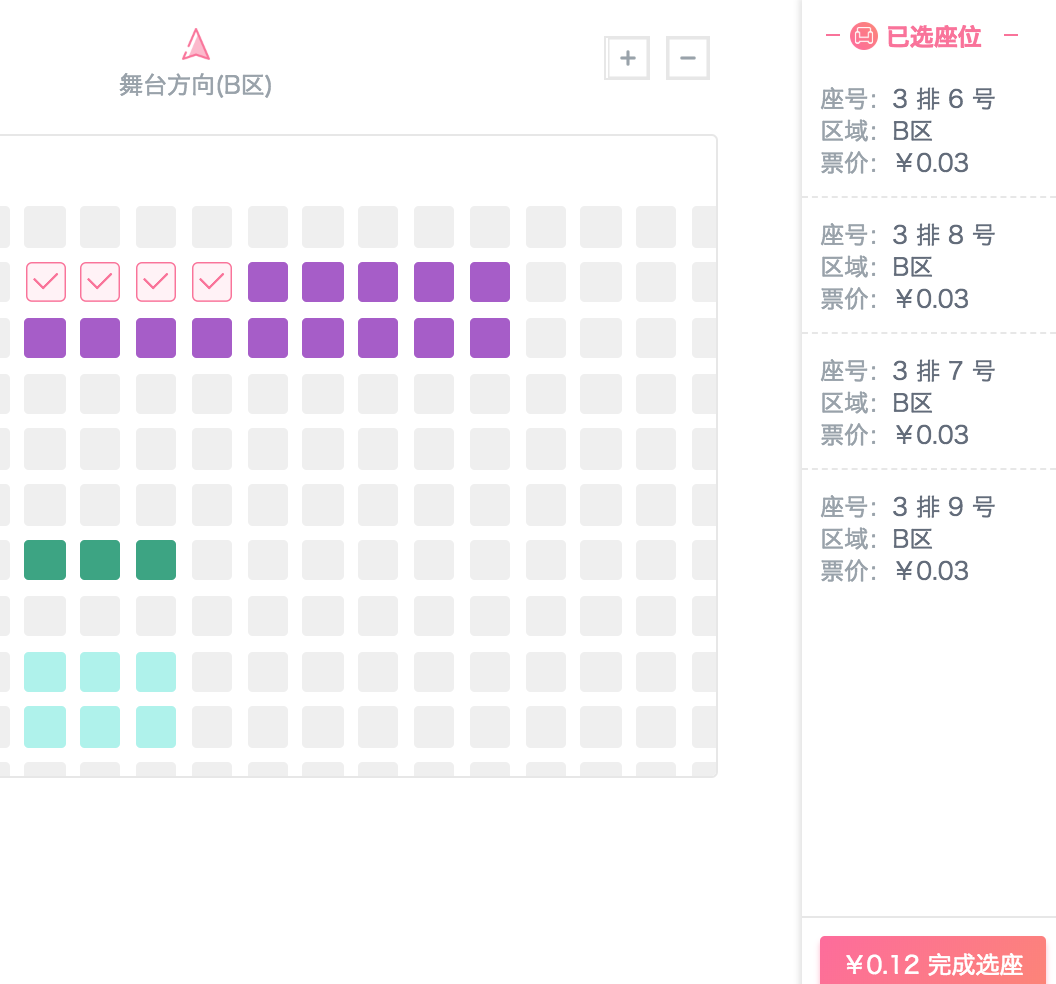 舞台方向(B区)
+
−
已选座位
座号: 3 排 6 号
区域: B区
票价: ￥0.03
座号: 3 排 8 号
区域: B区
票价: ￥0.03
座号: 3 排 7 号
区域: B区
票价: ￥0.03
座号: 3 排 9 号
区域: B区
票价: ￥0.03
￥0.12 完成选座